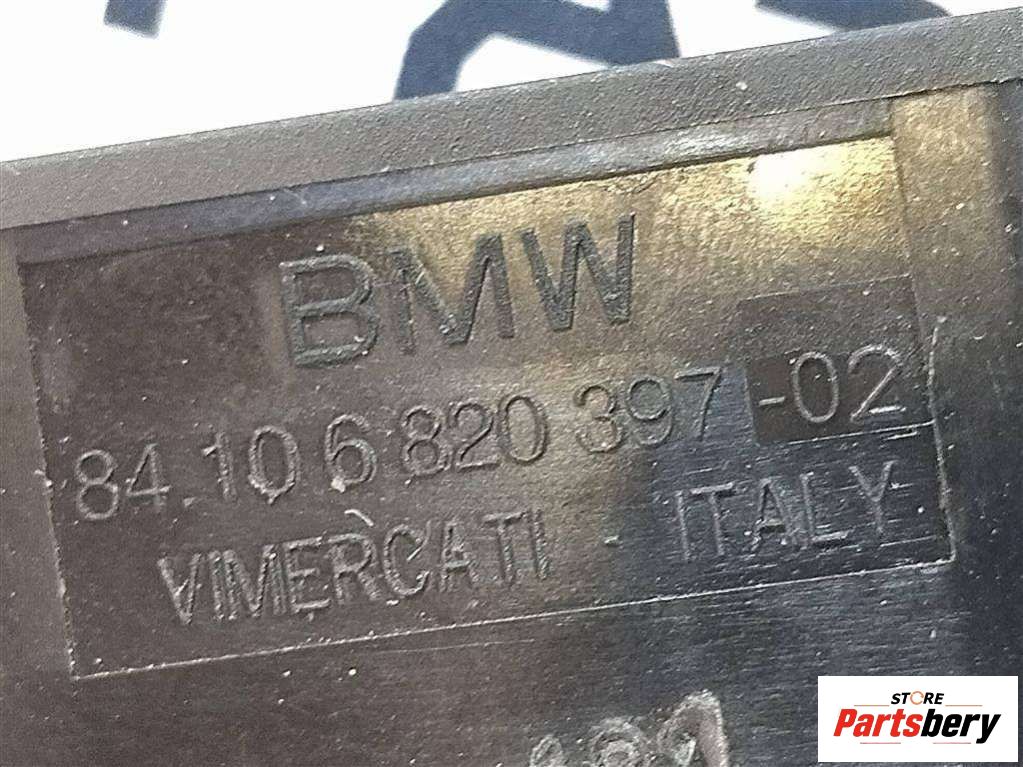 BMW
84.10 6 820 397 -02
VIMERCATI - ITALY
STORE
Partsbery